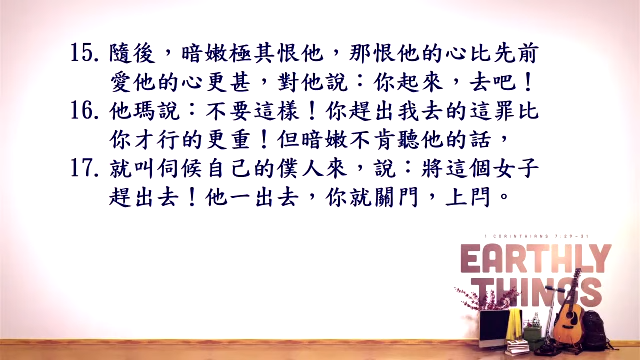 15. 隨後，暗嫩極其恨他，那恨他的心比先前
愛他的心更甚，對他說：你起來，去吧！
16. 他瑪說：不要這樣！你趕出我去的這罪比
你才行的更重！但暗嫩不肯聽他的話，
17. 就叫伺候自己的僕人來，說：將這個女子
趕出去！他一出去，你就關門，上閂。
1 CORINTHIANS 7:29-31
EARTHLY
THINGS